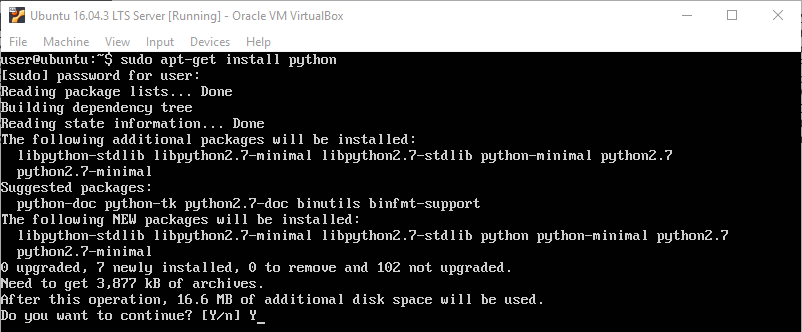 Ubuntu 16.04.3 LTS Server [Running] - Oracle VM VirtualBox
File Machine View Input Devices Help
user@ubuntu:~$ sudo apt-get install python
[sudo] password for user:
Reading package lists... Done
Building dependency tree
Reading state information... Done
The following additional packages will be installed:
  libpython-stdlib libpython2.7-minimal libpython2.7-stdlib python-minimal python2.7
  python2.7-minimal
Suggested packages:
  python-doc python-tk python2.7-doc binutils binfmt-support
The following NEW packages will be installed:
  libpython-stdlib libpython2.7-minimal libpython2.7-stdlib python python-minimal python2.7
  python2.7-minimal
0 upgraded, 7 newly installed, 0 to remove and 102 not upgraded.
Need to get 3,877 kB of archives.
After this operation, 16.6 MB of additional disk space will be used.
Do you want to continue? [Y/n] Y_